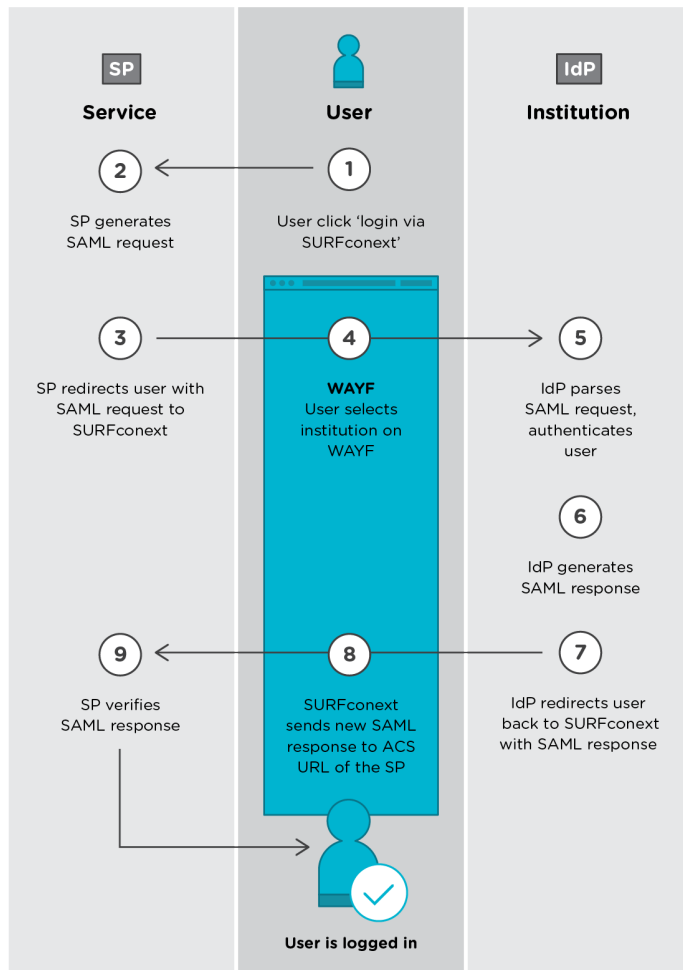 SP
Service
User
IdP
Institution
2
1
SP generates
SAML request
User click ‘login via
SURFconext’
3
4
5
SP redirects user with
SAML request to
SURFconext
WAYF
User selects
institution on
WAYF
IdP parses
SAML request,
authenticates
user
6
IdP generates
SAML response
9
8
7
SP verifies
SAML response
SURFconext
sends new SAML
response to ACS
URL of the SP
IdP redirects user
back to SURFconext
with SAML response
User is logged in